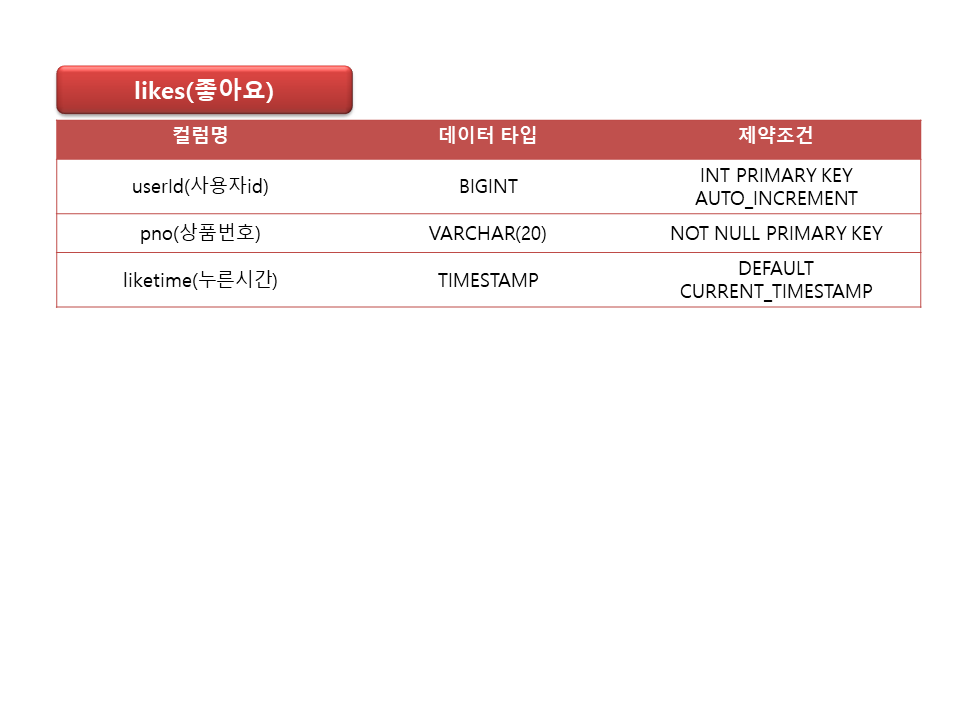 likes(좋아요)
컬럼명 데이터 타입 제약조건
userId(사용자id) BIGINT INT PRIMARY KEY
AUTO_INCREMENT
pno(상품번호) VARCHAR(20) NOT NULL PRIMARY KEY
liketime(누른시간) TIMESTAMP DEFAULT
CURRENT_TIMESTAMP